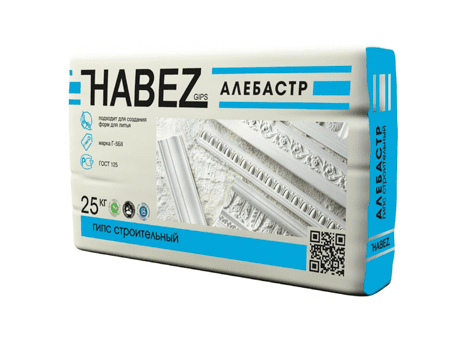 HABEZ
GIPS
АЛЕБАСТР
подходит для создания
форм для литья
марка Г-5БII
ГОСТ 125
25 кг
гипс строительный
АЛЕБАСТР
гипс строительный
HABEZ